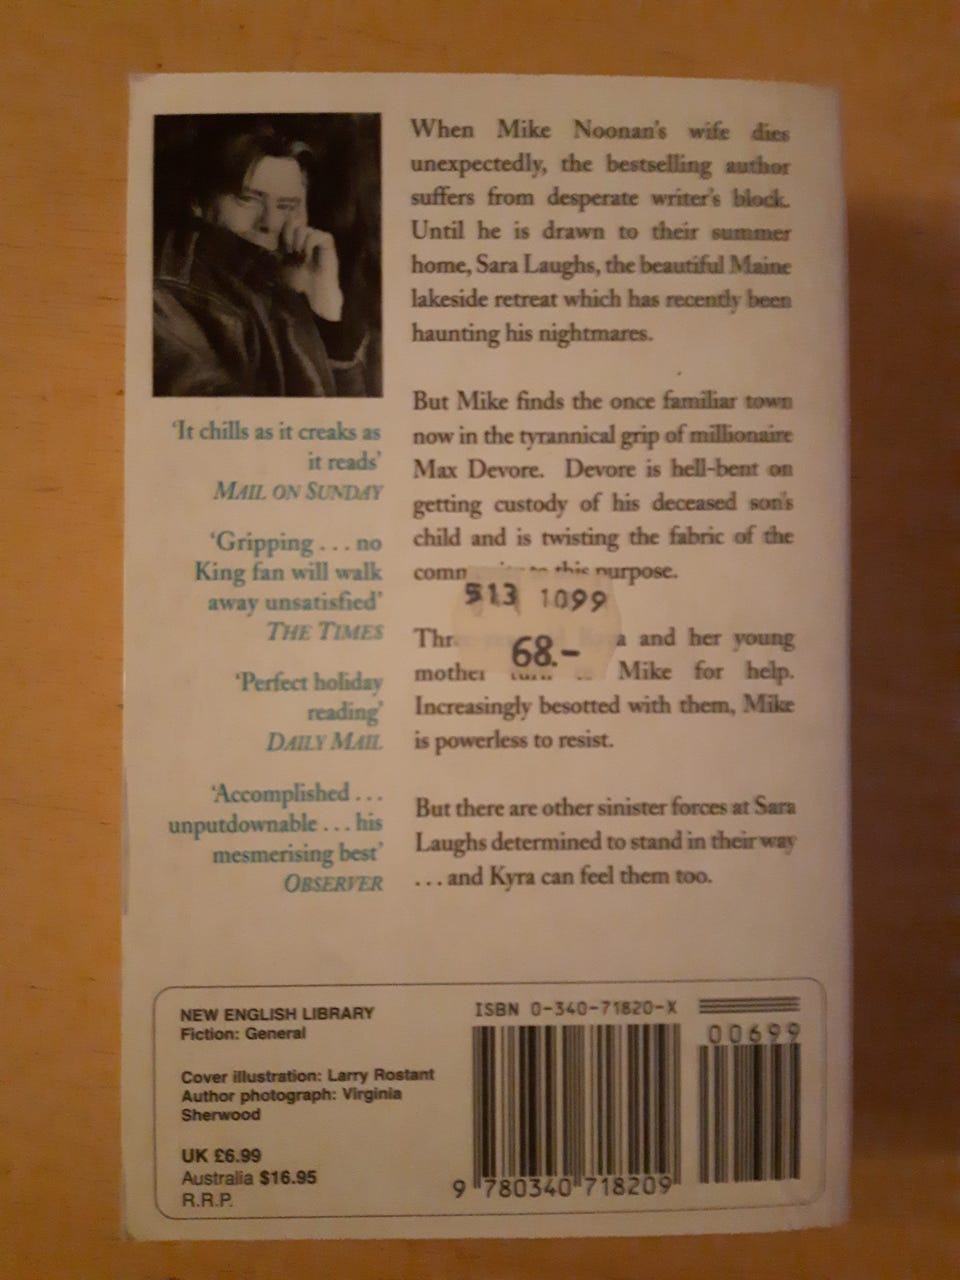 When Mike Noonan's wife dies
unexpectedly, the bestselling author
suffers from desperate writer's block.
Until he is drawn to their summer
home, Sara Laughs, the beautiful Maine
lakeside retreat which has recently been
haunting his nightmares.
But Mike finds the once familiar town
now in the tyrannical grip of millionaire
Max Devore. Devore is hell-bent on
getting custody of his deceased son's
child and is twisting the fabric of the
this purpose.
513 1099
and her young
68.-
mother Mike for help.
Increasingly besotted with them, Mike
is powerless to resist.
But there are other sinister forces at Sara
Laughs determined to stand in their way
...and Kyra can feel them too.
'It chills as it creaks as
it reads'
MAIL ON SUNDAY
'Gripping...no
King fan will walk
away unsatisfied'
THE TIMES
'Perfect holiday
reading'
DAILY MAIL
'Accomplished...
unputdownable...his
mesmerising best'
OBSERVER
NEW ENGLISH LIBRARY
Fiction: General
Cover illustration: Larry Rostant
Author photograph: Virginia
Sherwood
UK £6.99
Australia $16.95
R.R.P.
ISBN 0-340-71820-X
00699
9 780340 718209